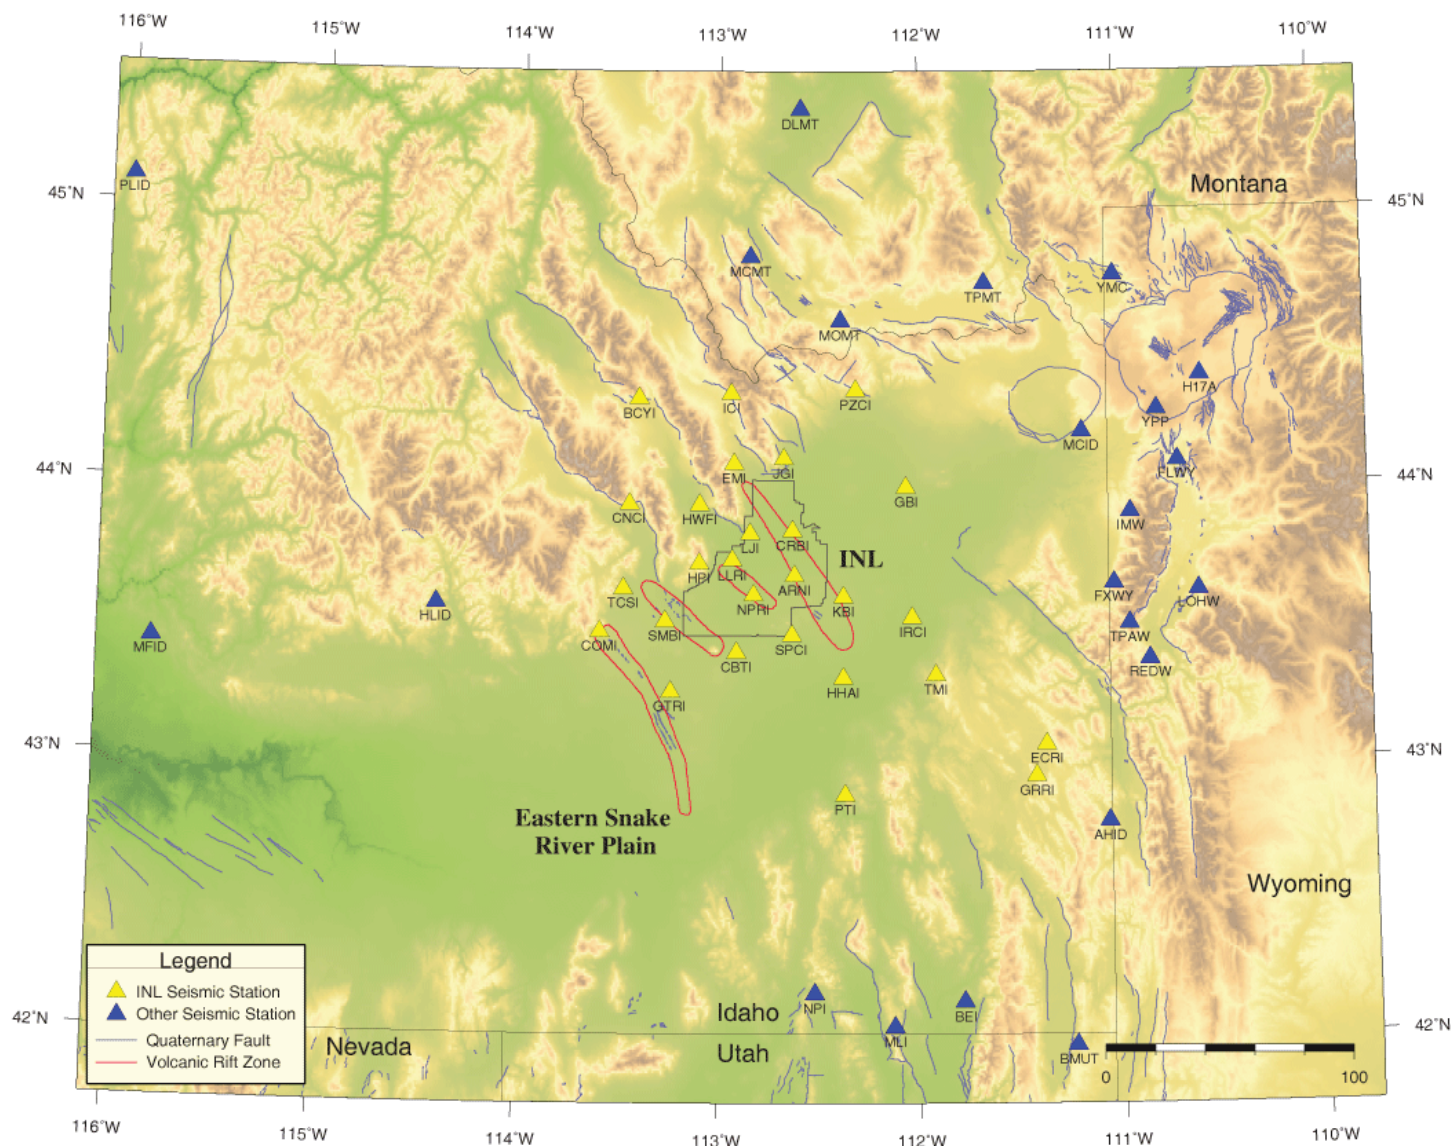 116°W 115°W 114°W 113°W 112°W 111°W 110°W
DLMT
PLID
45°N
Montana
45°N
MCMT
YMC
TPMT
MOMT
H17A
BCYI
ICI
PZCI
YPP
MCID
44°N
EMI
JGI
FLWY
44°N
GBI
CNCI
HWFI
IMW
LJI
CRBI
INL
HPI
LLRI
ARNI
TCSI
NPRI
KBI
FXWY
LOHW
HLID
MFID
COMI
SMBI
SPCI
IRCI
TPAW
CBTI
REDW
HHAI
TMI
GTRI
43°N
43°N
ECRI
GRRI
PTI
Eastern Snake
River Plain
AHID
Wyoming
Legend
INL Seismic Station
Other Seismic Station
Quaternary Fault
Volcanic Rift Zone
42°N
NPI
Idaho
BEI
42°N
Nevada
Utah
MLI
BMUT
0 100
116°W 115°W 114°W 113°W 112°W 111°W 110°W